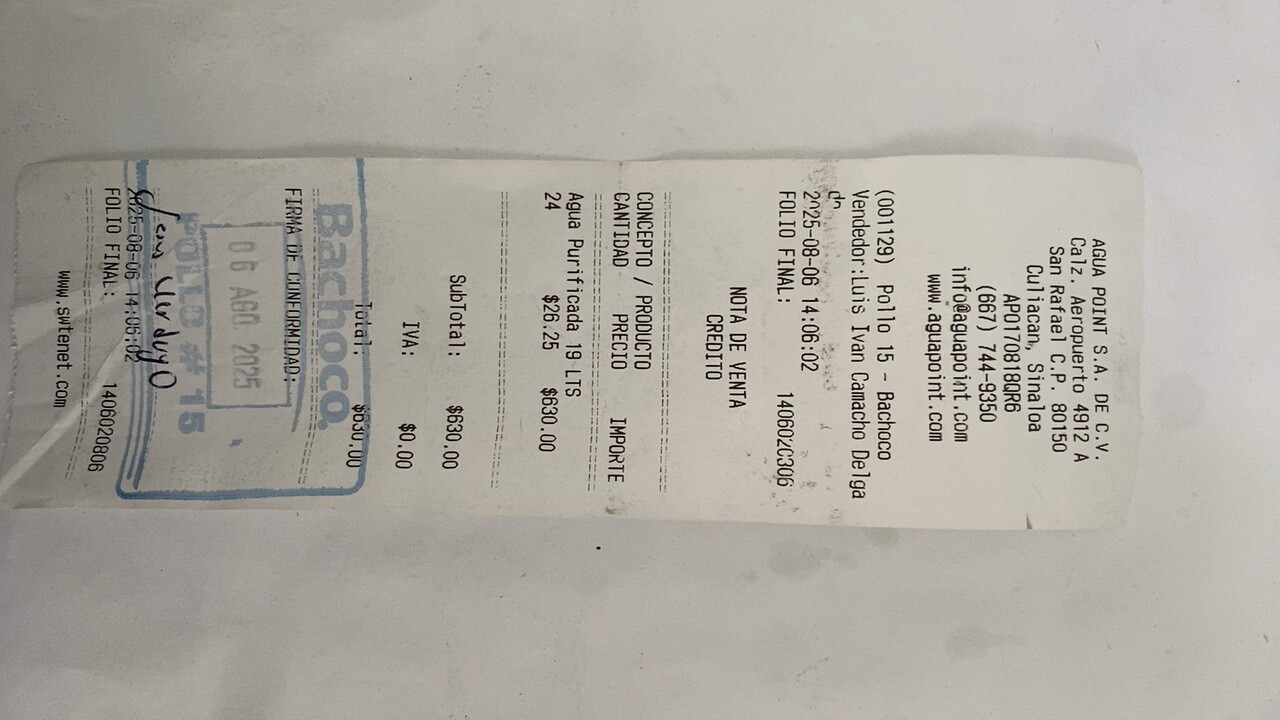 AGUA POINT S.A. DE C.V.
Calz. Aeropuerto 4912 A
San Rafael C.P. 80150
Culiacan, Sinaloa
AP0170818QR6
(667) 744-9350
info@aguapoint.com
www.aguapoint.com
(001129) Pollo 15 - Bachoco
Vendedor:Luis Ivan Camacho Delga
do
2025-08-06 14:06:02
FOLIO FINAL: 1406020806
NOTA DE VENTA
CREDITO
CONCEPTO / PRODUCTO
CANTIDAD PRECIO IMPORTE
Agua Purificada 19 LTS
24 $26.25 $630.00
SubTotal: $630.00
IVA: $0.00
Total: $630.00
Bachoco
FIRMA DE CONFORMIDAD:
06 AGO. 2025
POLLO # 15
Verdugo
2025-08-06 14:06:02
FOLIO FINAL: 1406020806
www.swtenet.com